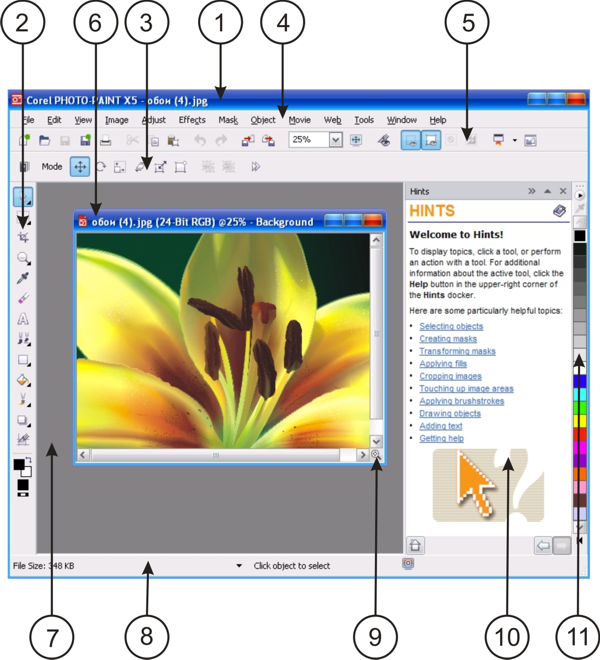 2
6
3
1
4
5
Corel PHOTO-PAINT X5 - обои (4).jpg
File Edit View Image Adjust Effects Mask Object Movie Web Tools Window Help
25%
Mode
Hints
HINTS
обои (4).jpg (24-Bit RGB) @25% - Background
Welcome to Hints!
To display topics, click a tool, or perform
an action with a tool. For additional
information about the active tool, click the
Help button in the upper-right corner of
the Hints docker.
Here are some particularly helpful topics:
Selecting objects
Creating masks
Transforming masks
Applying fills
Cropping images
Touching up image areas
Applying brushstrokes
Drawing objects
Adding text
Getting help
File Size: 348 KB
Click object to select
7
8
9
10
11